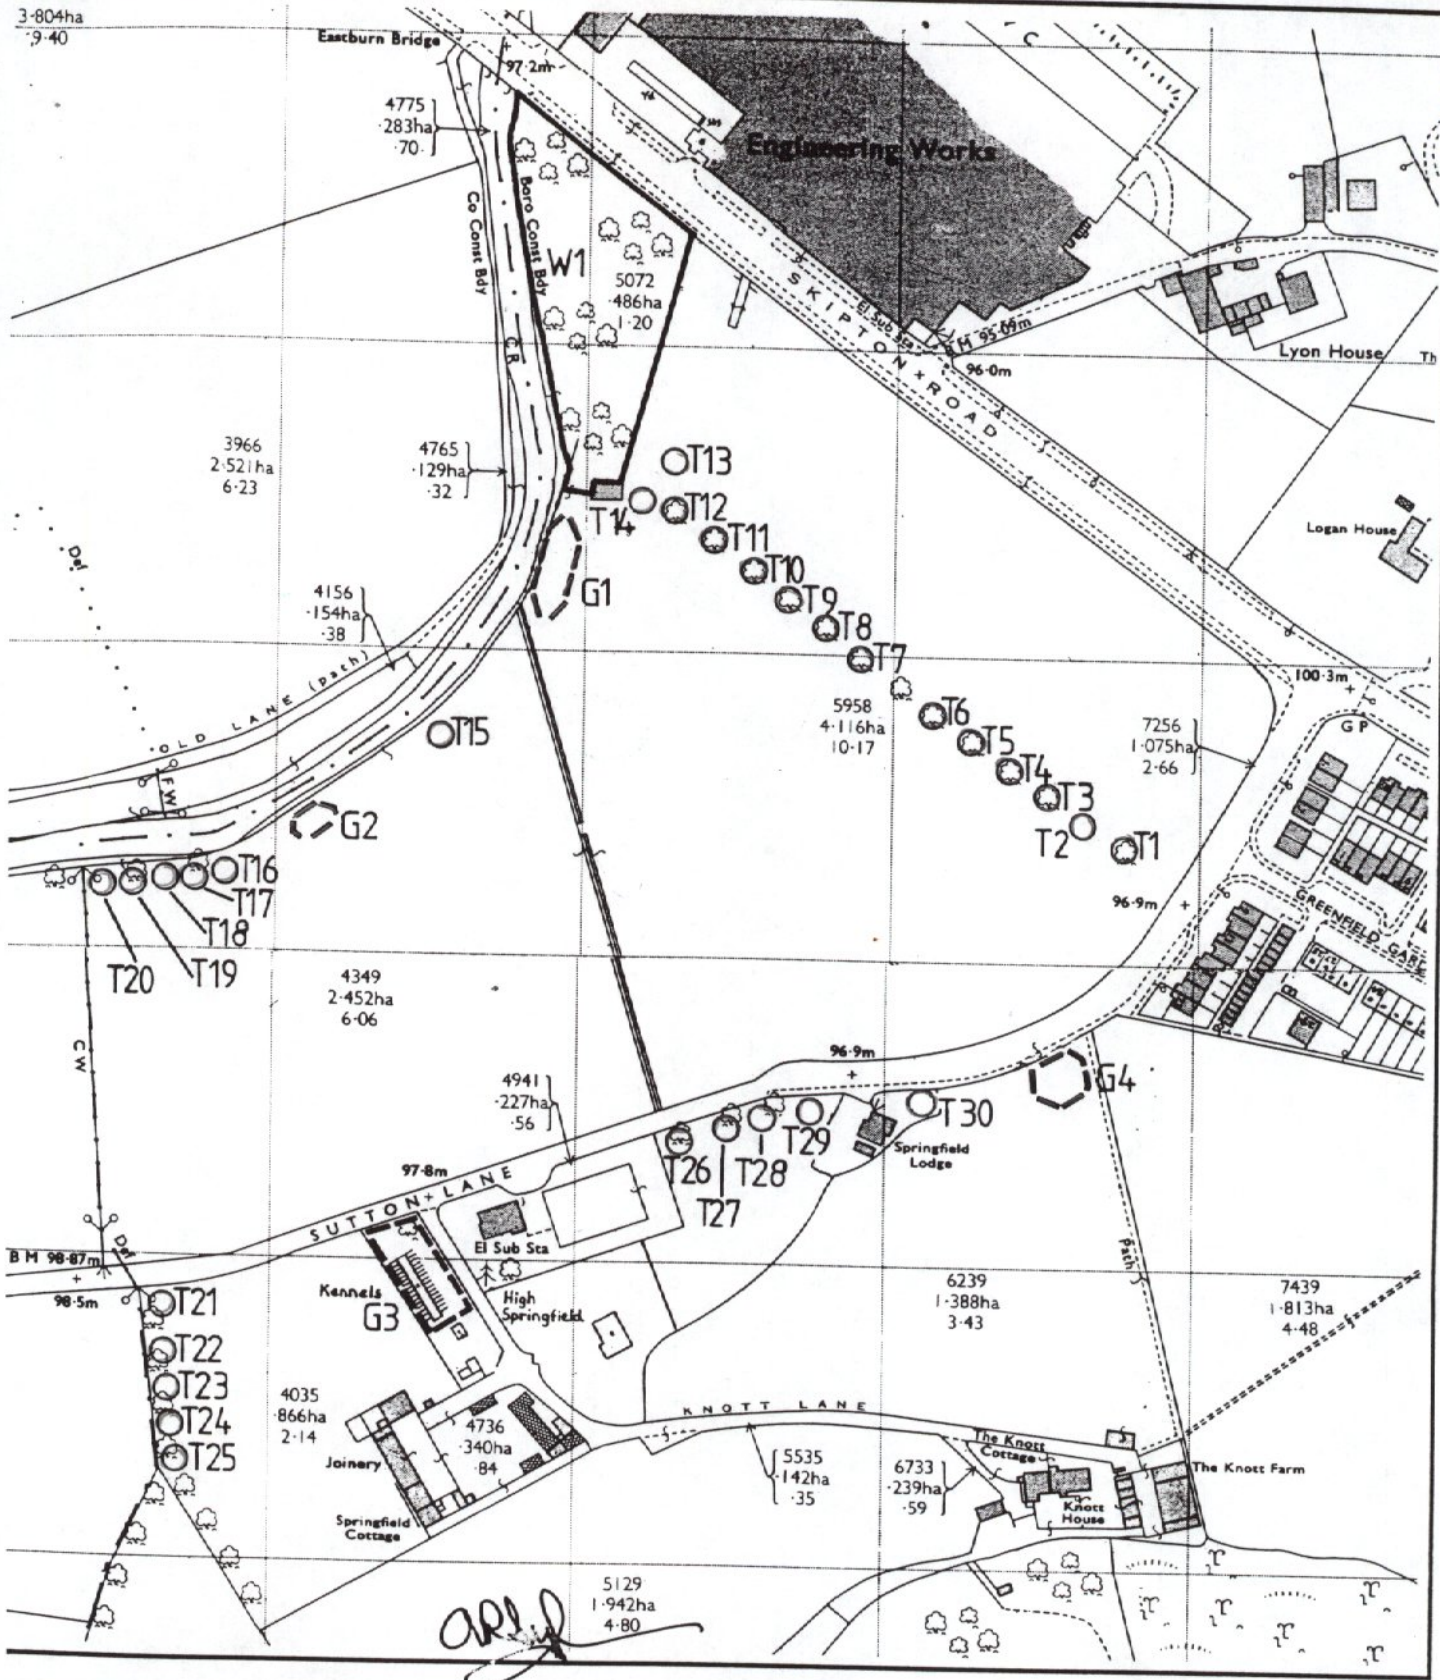 3·804ha
9·40
Eastburn Bridge
97·2m
4775
·283ha
·70
Yd
Engineering Works
C
Co Const Bdy
Boro Const Bdy
C R
W1
5072
·486ha
1·20
SKIPTON ROAD
El Sub Sta
B M 95·09m
96·0m
Lyon House
Th
3966
2·521ha
6·23
4765
·129ha
·32
T13
T14
T12
T11
T10
T9
T8
T7
T6
T5
T4
T3
T2
T1
Logan House
Def
4156
·154ha
·38
G1
OLD LANE (path)
F W
T15
G2
5958
4·116ha
10·17
7256
1·075ha
2·66
100·3m
G P
T16
T17
T18
T19
T20
96·9m
GREENFIELD GARD
4349
2·452ha
6·06
C W
96·9m
4941
·227ha
·56
G4
T30
T29
T28
T27
T26
Springfield
Lodge
97·8m
SUTTON LANE
El Sub Sta
B M 98·87m
98·5m
Def
Kennels
G3
High
Springfield
Path
6239
1·388ha
3·43
7439
1·813ha
4·48
T21
T22
T23
T24
T25
4035
·866ha
2·14
4736
·340ha
·84
Joinery
Springfield
Cottage
KNOTT LANE
5535
·142ha
·35
6733
·239ha
·59
The Knott
Cottage
Knott
House
The Knott Farm
5129
1·942ha
4·80